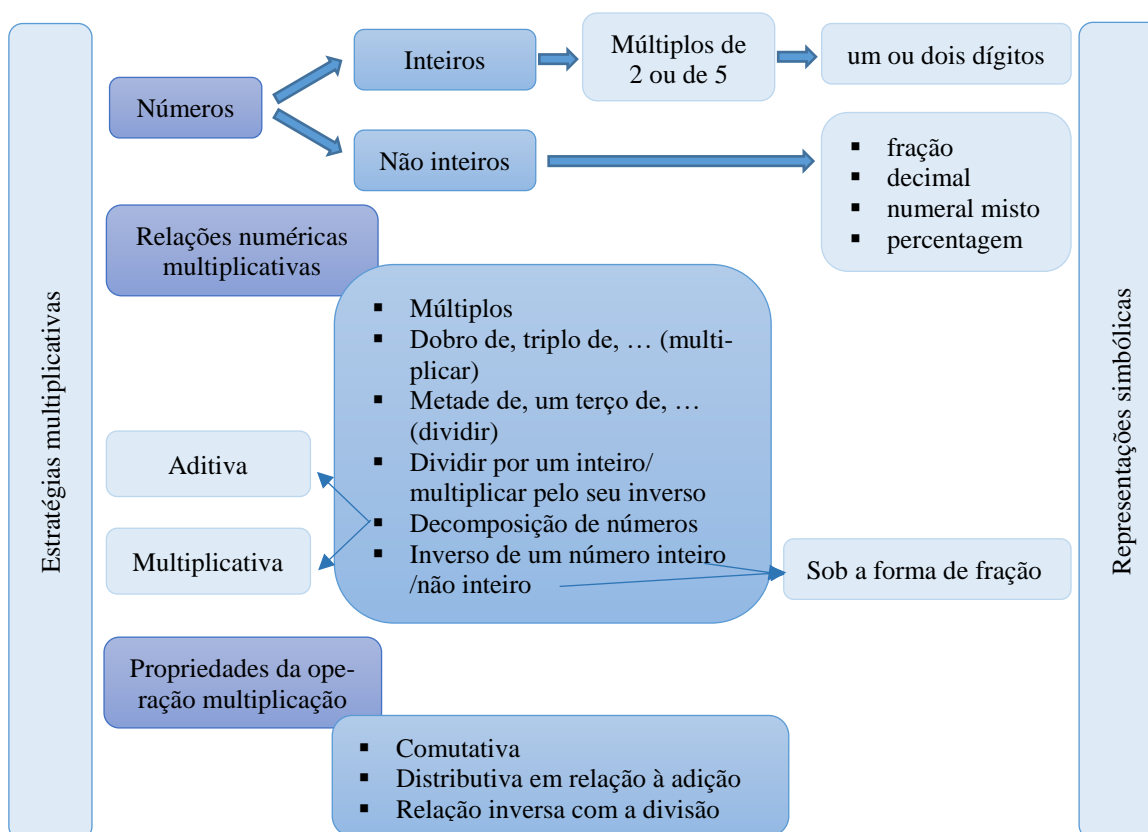 Estratégias multiplicativas
Números
Inteiros
Múltiplos de
2 ou de 5
um ou dois dígitos
Não inteiros
▪ fração
▪ decimal
▪ numeral misto
▪ percentagem
Relações numéricas
multiplicativas
▪ Múltiplos
▪ Dobro de, triplo de, … (multi-
plicar)
▪ Metade de, um terço de, …
(dividir)
▪ Dividir por um inteiro/
multiplicar pelo seu inverso
▪ Decomposição de números
▪ Inverso de um número inteiro
/não inteiro
Aditiva
Multiplicativa
Sob a forma de fração
Propriedades da ope-
ração multiplicação
▪ Comutativa
▪ Distributiva em relação à adição
▪ Relação inversa com a divisão
Representações simbólicas